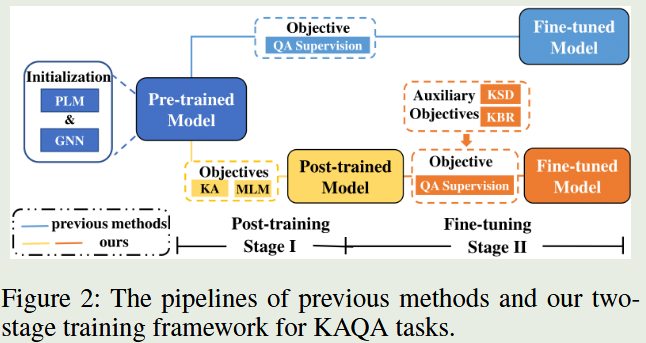 Objective
QA Supervision
Fine-tuned
Model
Initialization
PLM
&
GNN
Pre-trained
Model
Auxiliary
Objectives
KSD
KBR
Objectives
KA MLM
Post-trained
Model
Objective
QA Supervision
Fine-tuned
Model
previous methods
ours
Post-training
Stage I
Fine-tuning
Stage II
Figure 2: The pipelines of previous methods and our two-
stage training framework for KAQA tasks.